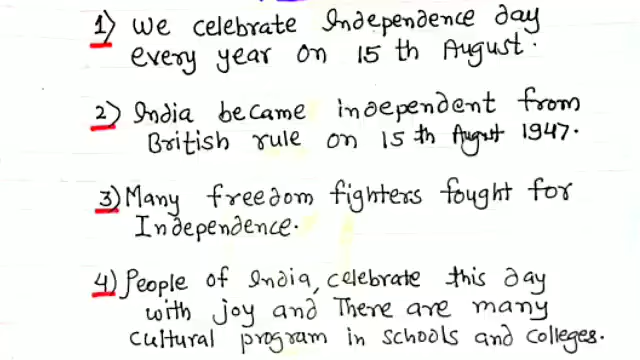 1) We celebrate Independence day
every year on 15 th August.
2) India became independent from
British rule on 15 th August 1947.
3) Many freedom fighters fought for
Independence.
4) People of India, celebrate this day
with joy and There are many
cultural program in schools and colleges.